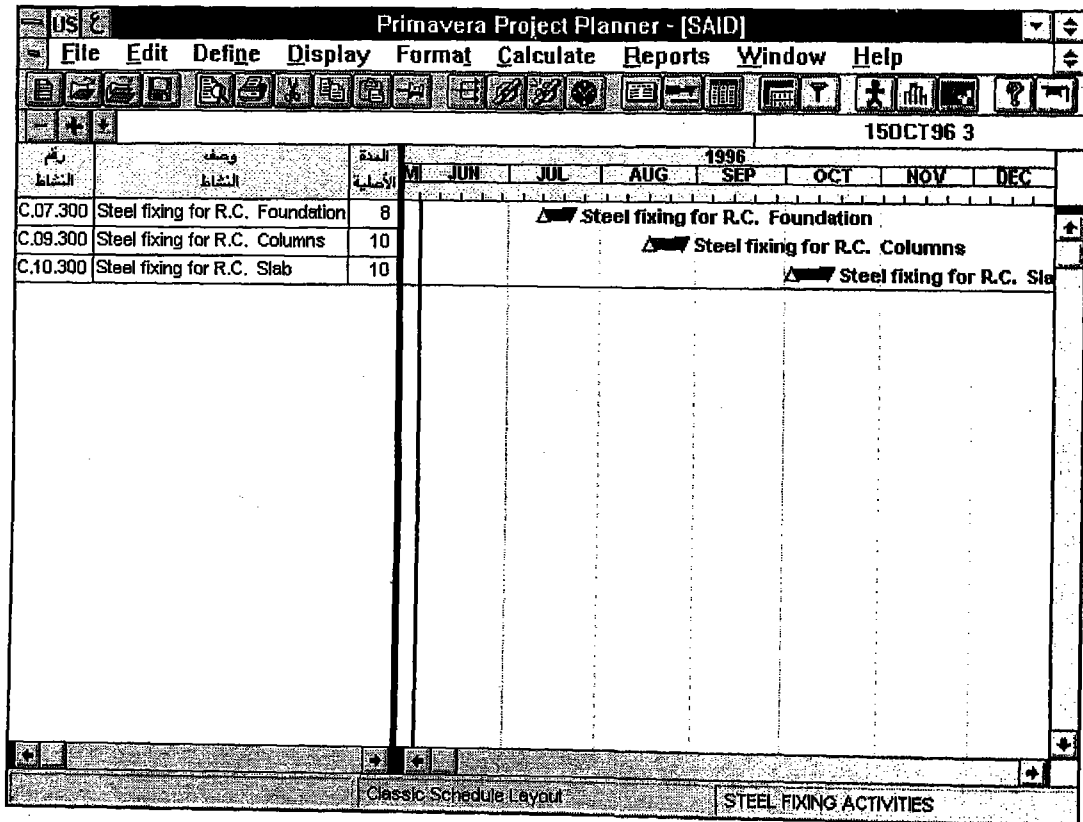 US ع Primavera Project Planner - [SAID]
File Edit Define Display Format Calculate Reports Window Help
15OCT96 3
رقم النشاط
وصف النشاط
المدة الأصلية
1996
M JUN JUL AUG SEP OCT NOV DEC
C.07.300 Steel fixing for R.C. Foundation 8 Steel fixing for R.C. Foundation
C.09.300 Steel fixing for R.C. Columns 10 Steel fixing for R.C. Columns
C.10.300 Steel fixing for R.C. Slab 10 Steel fixing for R.C. Sla
Classic Schedule Layout STEEL FIXING ACTIVITIES